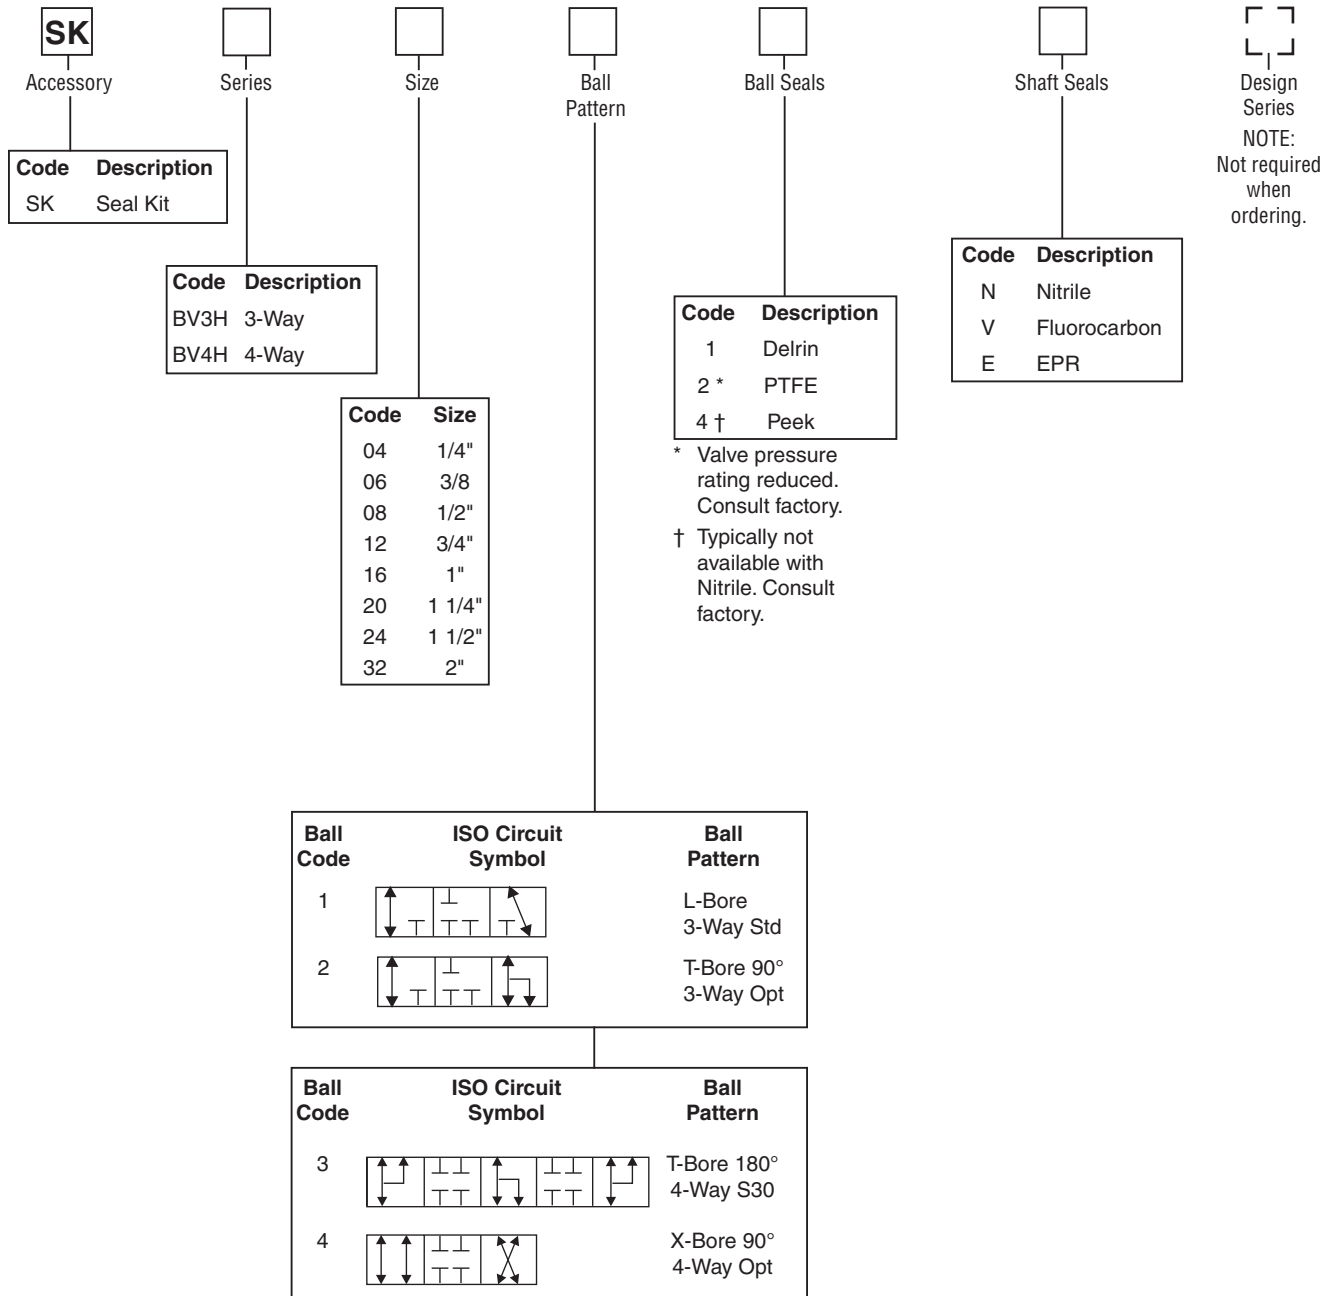 SK
Accessory
Series
Size
Ball
Pattern
Ball Seals
Shaft Seals
Design
Series
NOTE:
Not required
when
ordering.
Code Description
SK Seal Kit
Code Description
BV3H 3-Way
BV4H 4-Way
Code Size
04 1/4"
06 3/8
08 1/2"
12 3/4"
16 1"
20 1 1/4"
24 1 1/2"
32 2"
Code Description
1 Delrin
2 * PTFE
4 † Peek
* Valve pressure
rating reduced.
Consult factory.
† Typically not
available with
Nitrile. Consult
factory.
Code Description
N Nitrile
V Fluorocarbon
E EPR
Ball
Code
ISO Circuit
Symbol
Ball
Pattern
1
L-Bore
3-Way Std
2
T-Bore 90°
3-Way Opt
Ball
Code
ISO Circuit
Symbol
Ball
Pattern
3
T-Bore 180°
4-Way S30
4
X-Bore 90°
4-Way Opt